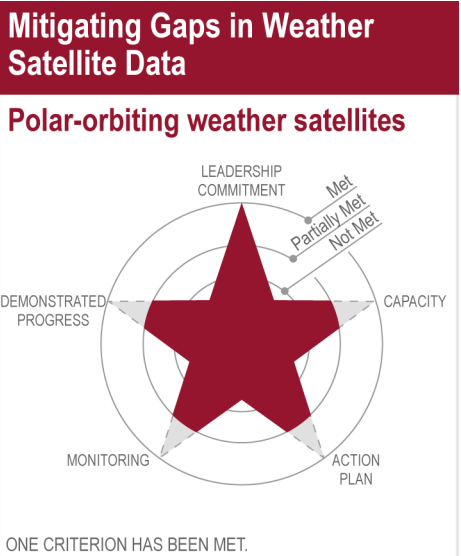 Mitigating Gaps in Weather
Satellite Data
Polar-orbiting weather satellites
LEADERSHIP
COMMITMENT
Met
Partially Met
Not Met
DEMONSTRATED
PROGRESS
CAPACITY
MONITORING
ACTION
PLAN
ONE CRITERION HAS BEEN MET.